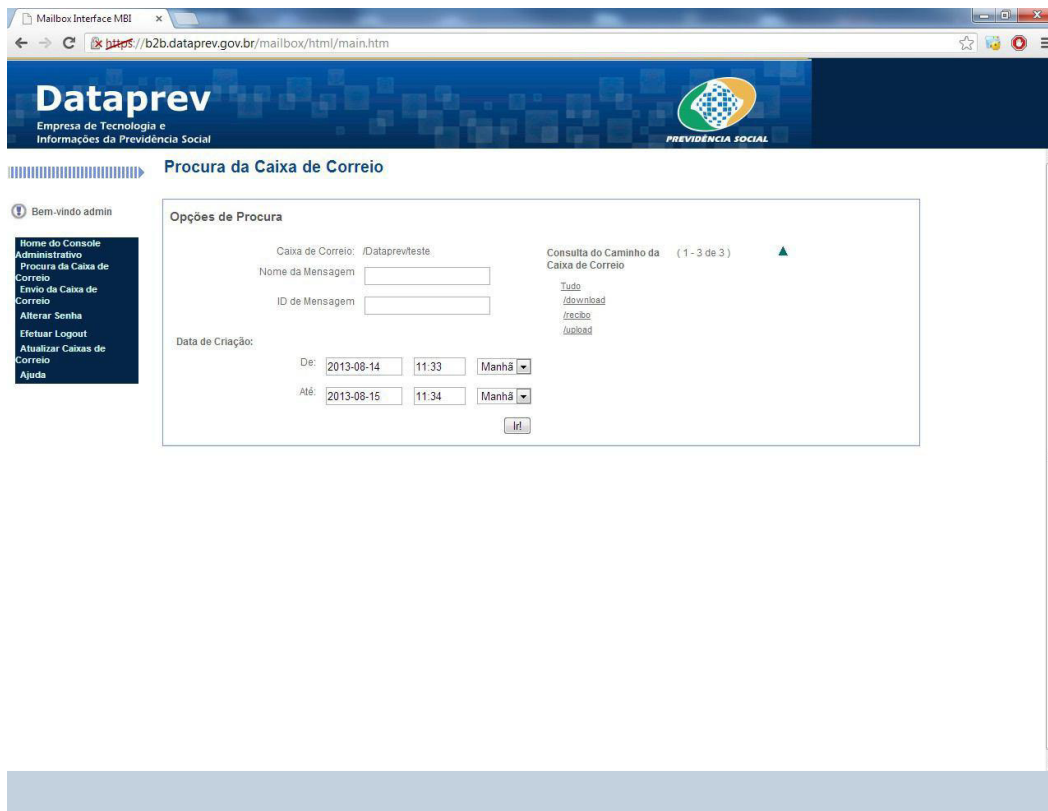 Mailbox Interface MBI
https://b2b.dataprev.gov.br/mailbox/html/main.htm
Dataprev
Empresa de Tecnologia e
Informações da Previdência Social
PREVIDÊNCIA SOCIAL
Procura da Caixa de Correio
Bem-vindo admin
Home do Console
Administrativo
Procura da Caixa de
Correio
Envio da Caixa de
Correio
Alterar Senha
Efetuar Logout
Atualizar Caixas de
Correio
Ajuda
Opções de Procura
Caixa de Correio: /Dataprev/teste
Nome da Mensagem
ID de Mensagem
Data de Criação:
De: 2013-08-14 11:33 Manhã
Até: 2013-08-15 11:34 Manhã
Ir!
Consulta do Caminho da ( 1 - 3 de 3 )
Caixa de Correio
Tudo
/download
/recibo
/upload